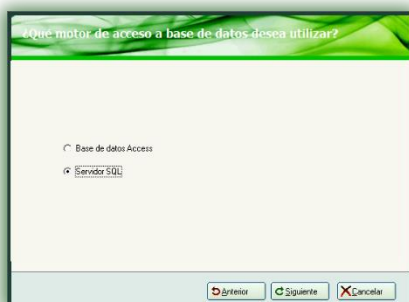 ¿Qué motor de acceso a base de datos desea utilizar?
Base de datos Access
Servidor SQL
Anterior
Siguiente
Cancelar